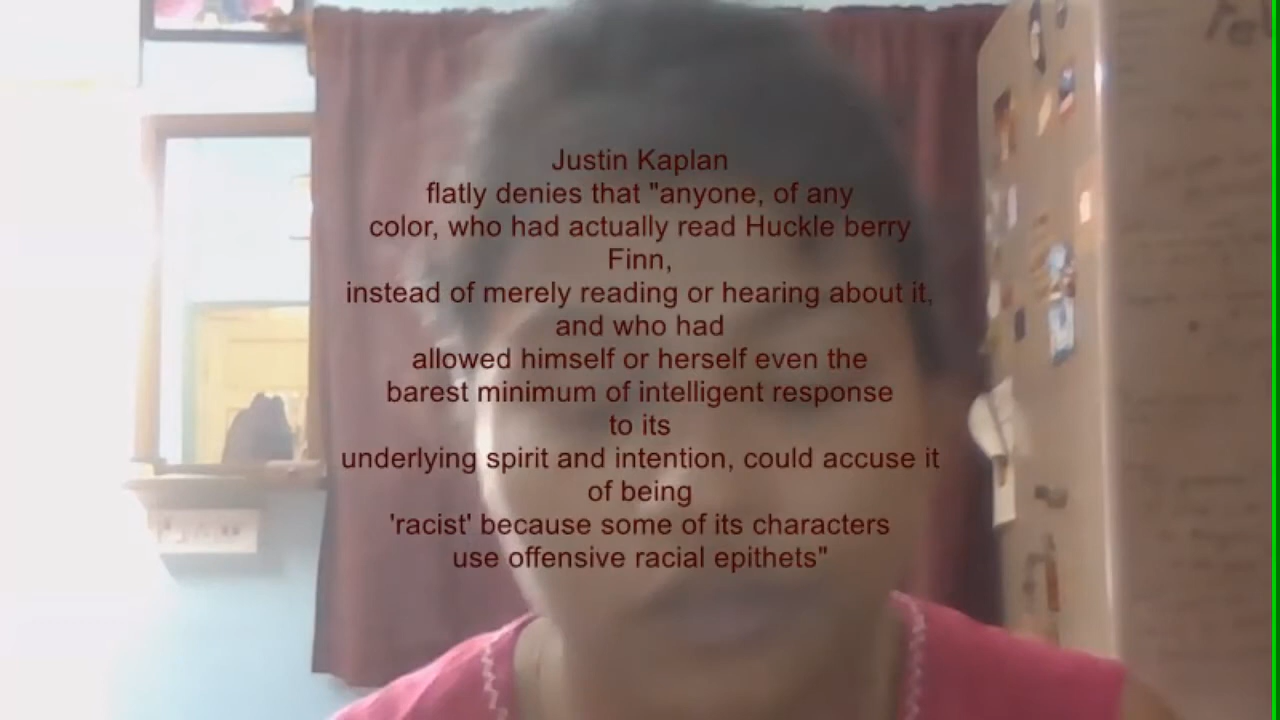 Justin Kaplan
flatly denies that "anyone, of any
color, who had actually read Huckle berry
Finn,
instead of merely reading or hearing about it,
and who had
allowed himself or herself even the
barest minimum of intelligent response
to its
underlying spirit and intention, could accuse it
of being
'racist' because some of its characters
use offensive racial epithets"